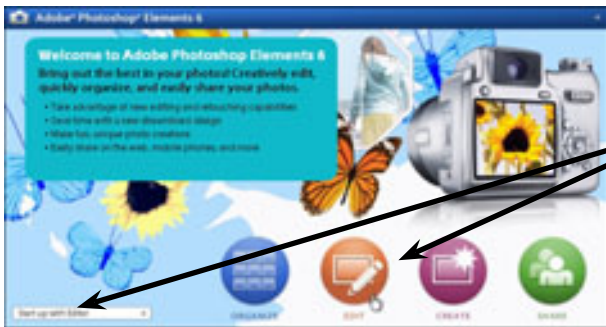 Adobe® Photoshop® Elements 6
Welcome to Adobe Photoshop Elements 6
Bring out the best in your photos! Creatively edit,
quickly organize, and easily share your photos.
• Take advantage of new editing and retouching capabilities
• Save time with a new streamlined design
• Make fun, unique photo creations
• Easily share on the web, mobile phones, and more
ORGANIZE EDIT CREATE SHARE
Start up with Editor